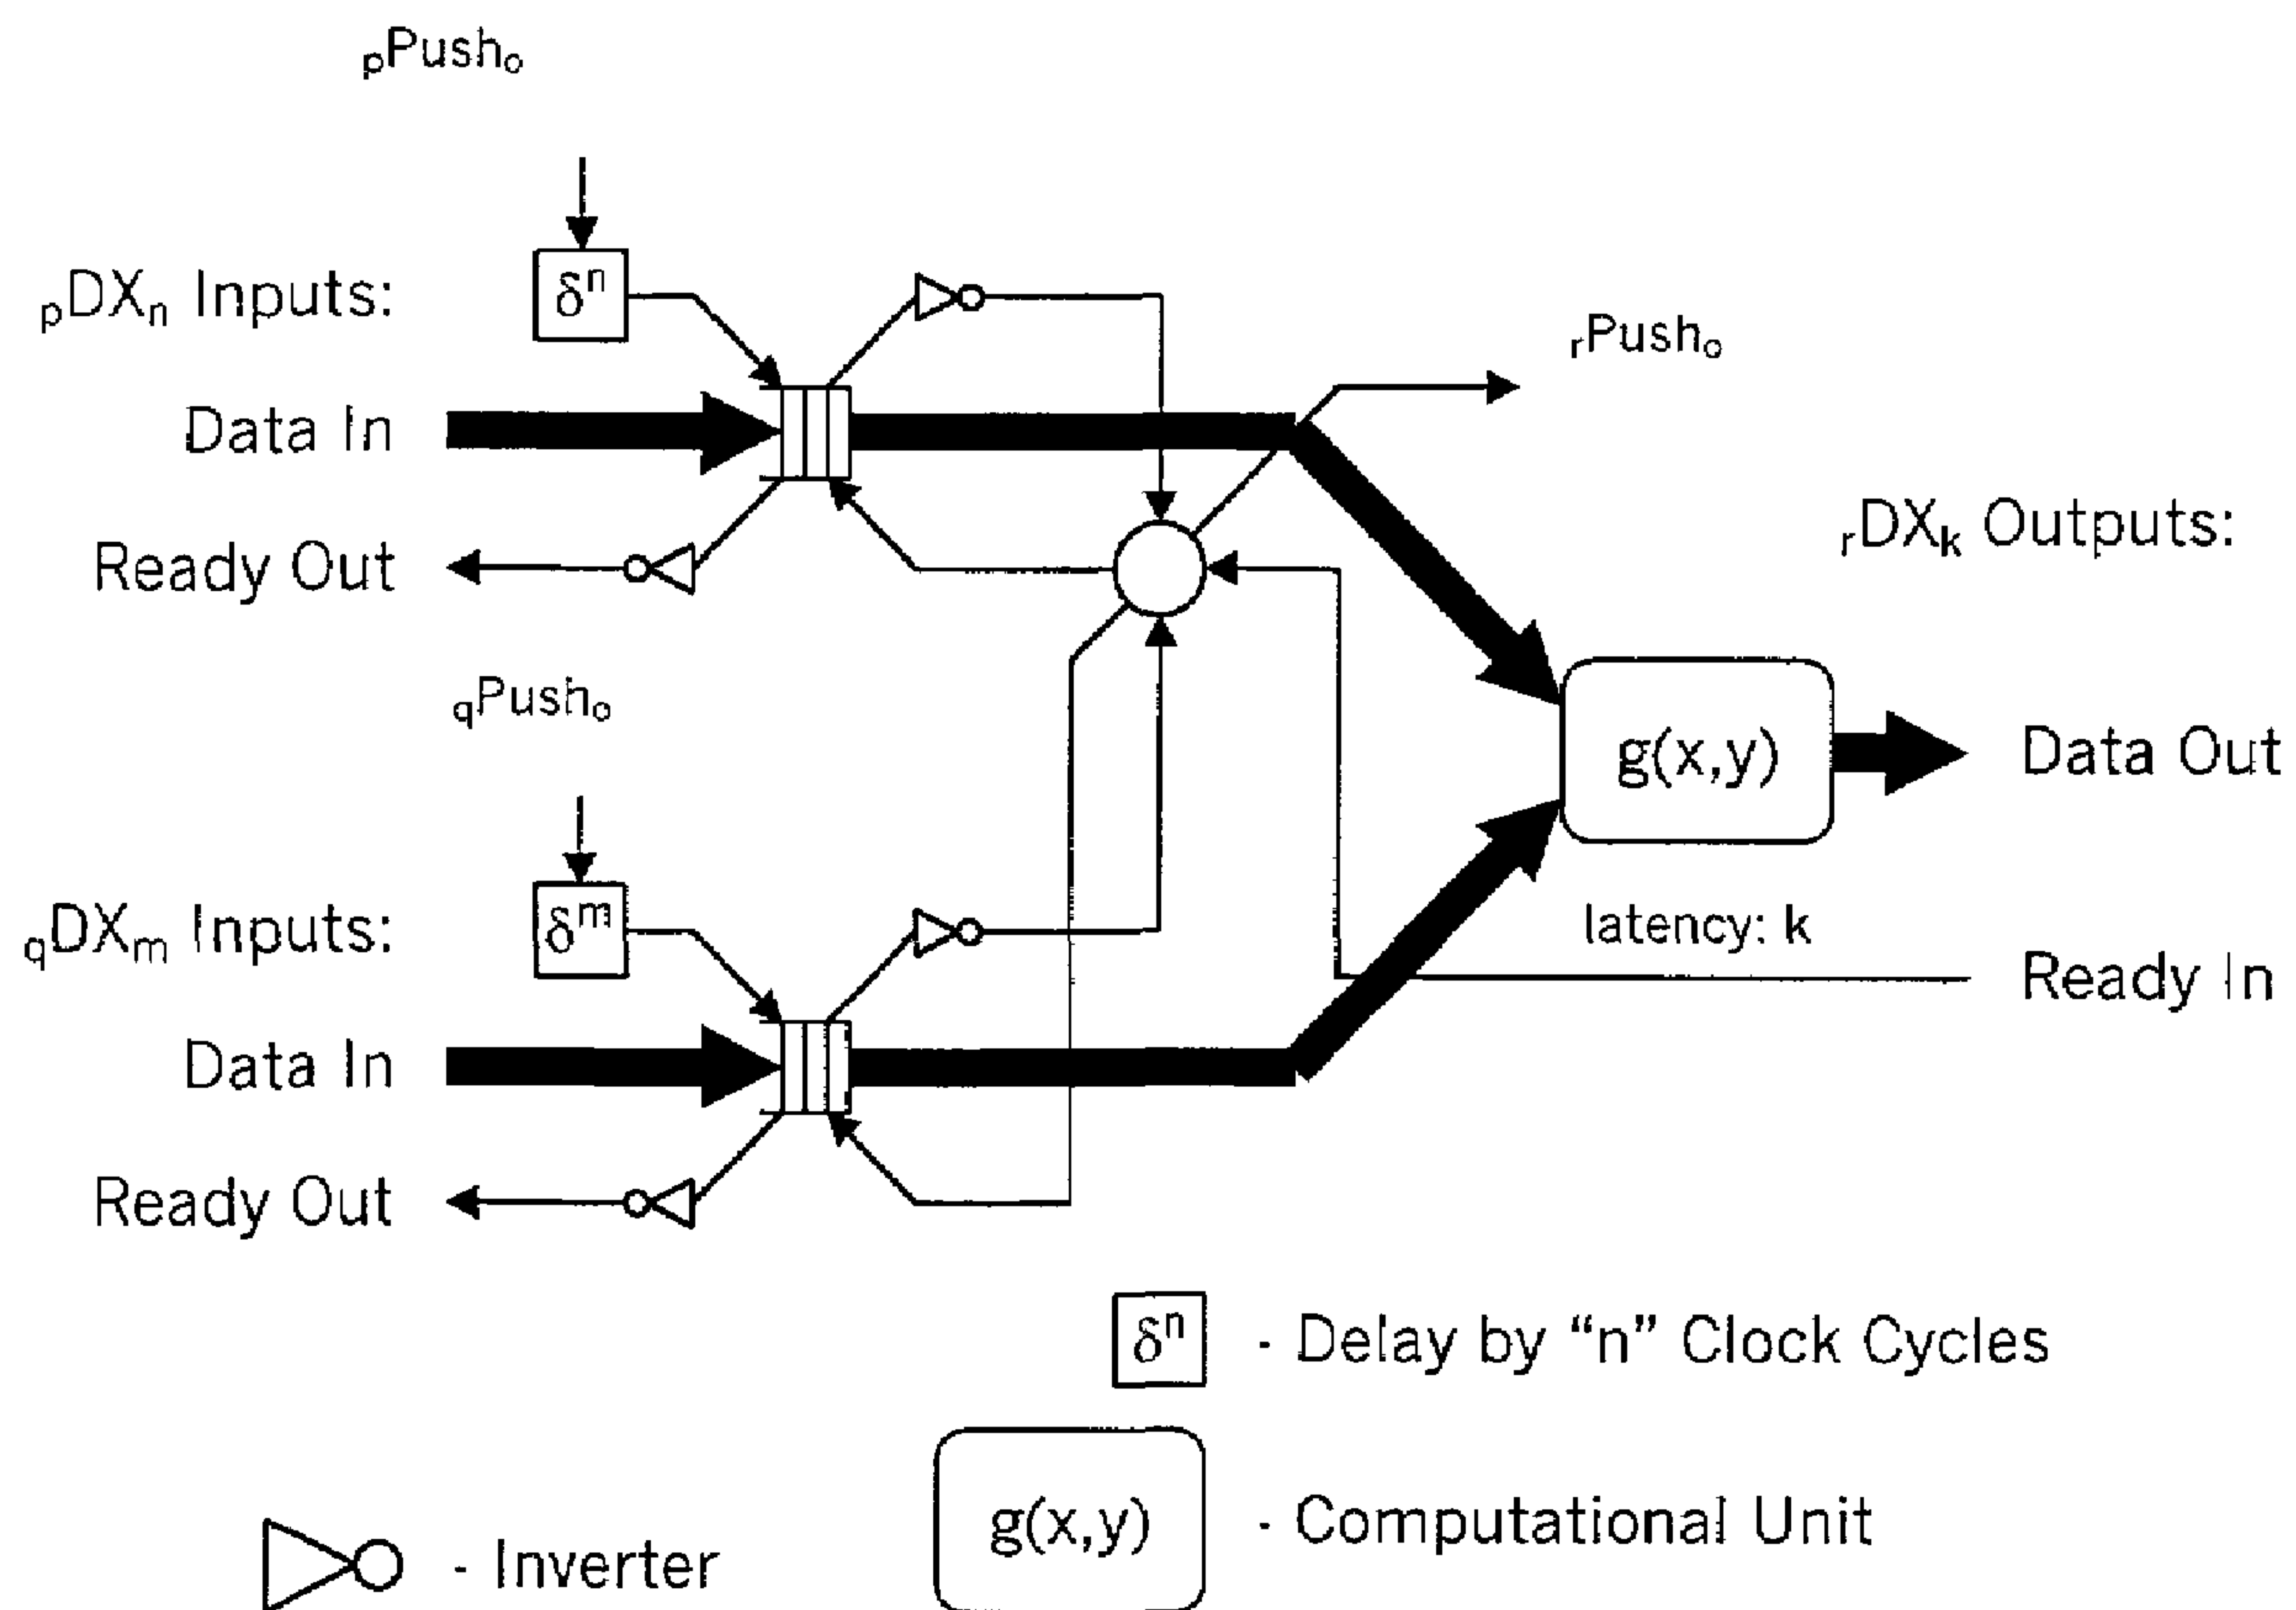 pPusho
pDXn Inputs:
δn
rPusho
Data In
rDXk Outputs:
Ready Out
qPusho
g(x,y)
Data Out
qDXm Inputs:
δm
latency: k
Ready In
Data In
Ready Out
δn - Delay by “n” Clock Cycles
g(x,y) - Computational Unit
- Inverter